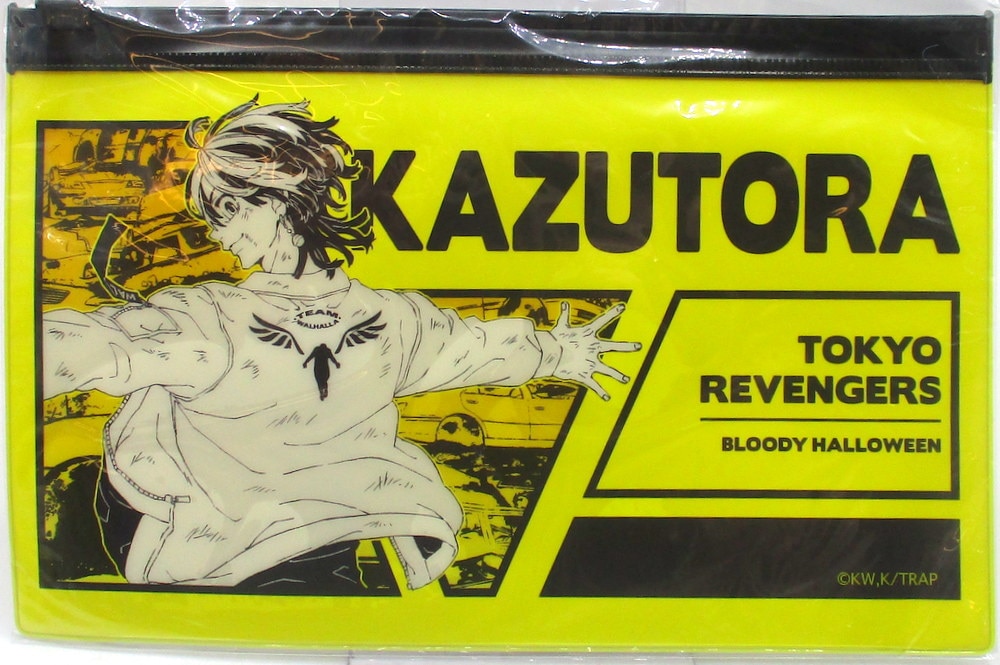 KAZUTORA
TEAM
WALHALLA
TOKYO
REVENGERS
BLOODY HALLOWEEN
©KW,K/TRAP